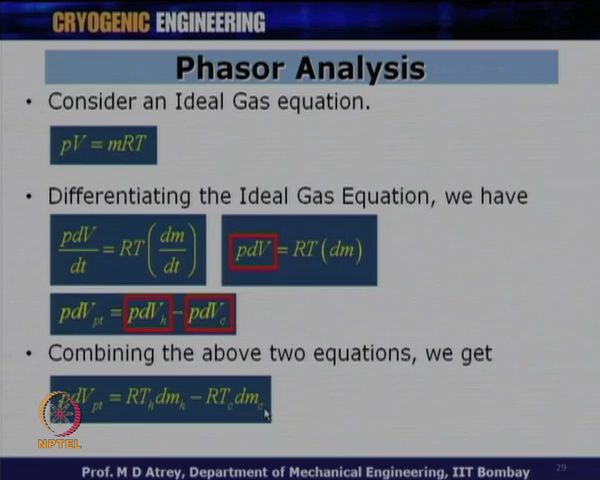 CRYOGENIC ENGINEERING
Phasor Analysis
• Consider an Ideal Gas equation.
pV = mRT
• Differentiating the Ideal Gas Equation, we have
pdV/dt = RT (dm/dt)  pdV = RT (dm)
pdV_pt = pdV_h − pdV_c
• Combining the above two equations, we get
pdV_pt = RT_h dm_h − RT_c dm_c
NPTEL
Prof. M D Atrey, Department of Mechanical Engineering, IIT Bombay
29